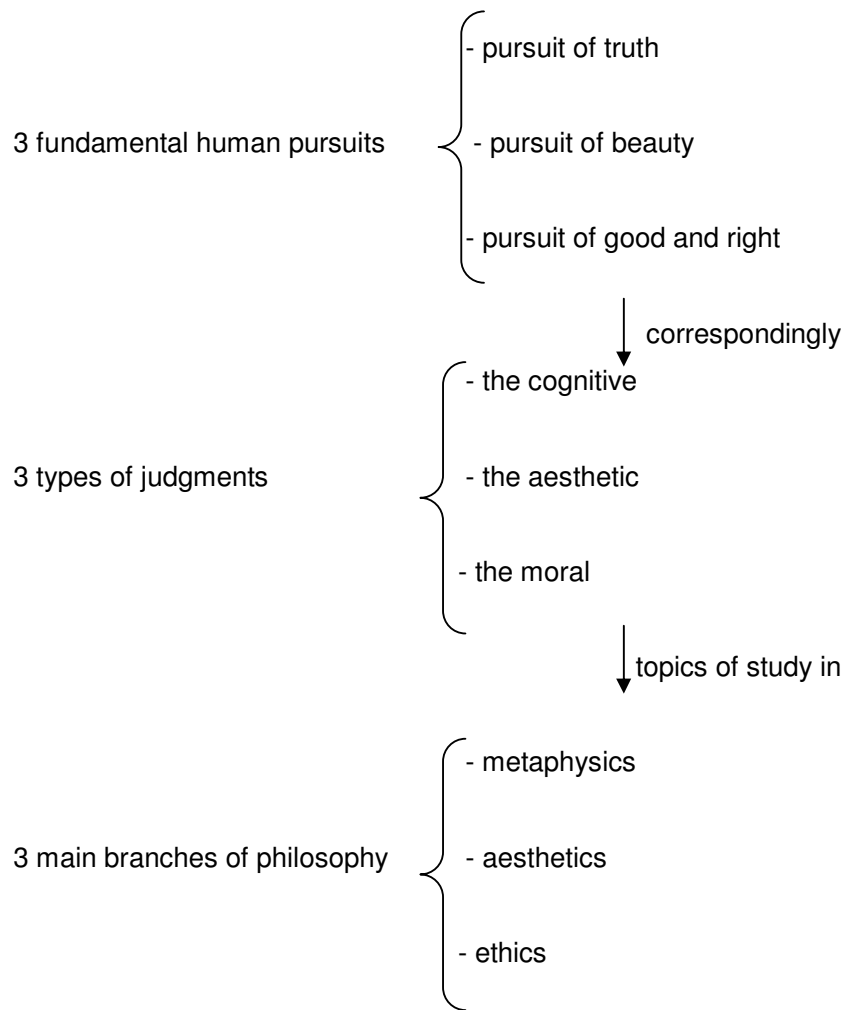 - pursuit of truth
3 fundamental human pursuits
- pursuit of beauty
- pursuit of good and right
correspondingly
- the cognitive
3 types of judgments
- the aesthetic
- the moral
topics of study in
- metaphysics
3 main branches of philosophy
- aesthetics
- ethics